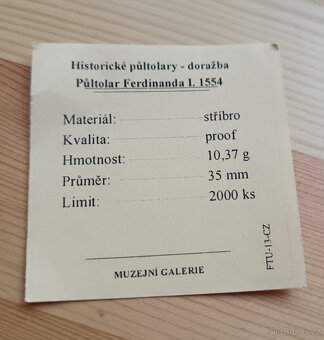 Historické půltolary - doražba
Půltolar Ferdinanda I. 1554
Materiál: stříbro
Kvalita: proof
Hmotnost: 10,37 g
Průměr: 35 mm
Limit: 2000 ks
FTU-13-CZ
MUZEJNÍ GALERIE